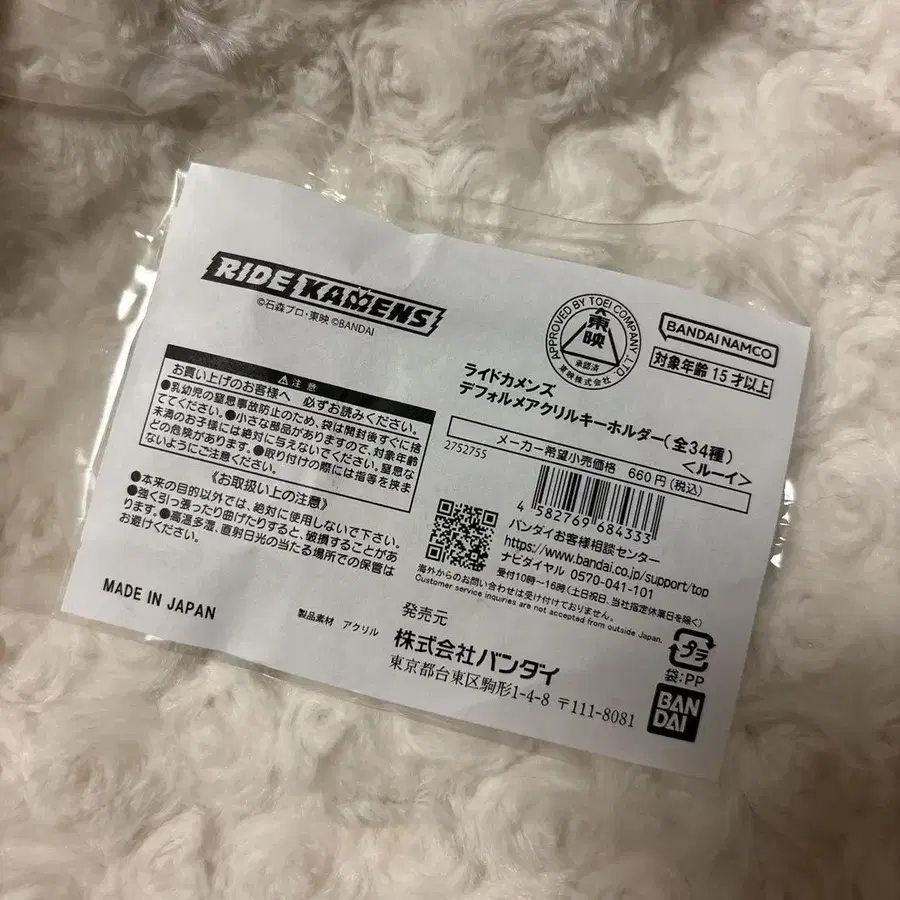 RIDE KAMENS
©石森プロ・東映 ©BANDAI
⚠ 注意
お買い上げのお客様へ 必ずお読みください。
●乳幼児の窒息事故防止のため、袋は開封後すぐに捨
ててください。●小さな部品がありますので、対象年齢
未満のお子様には絶対に与えないでください。窒息な
どの危険があります。●取り付けの際には指等を挟ま
ないようにご注意ください。
《お取扱い上の注意》
●本来の目的以外では、絶対に使用しないで下さい。
●強く引っ張ったり曲げたりすると、破損することがあ
ります。●高温多湿、直射日光の当たる場所での保管は
お避けください。
MADE IN JAPAN
製品素材 アクリル
APPROVED BY TOEI COMPANY, LTD.
東映
承認済
東映株式会社
BANDAI NAMCO
対象年齢 15才以上
ライドカメンズ
デフォルメアクリルキーホルダー(全34種)
<ルーイ>
メーカー希望小売価格 660円(税込)
2752755
4 582769 684333
バンダイお客様相談センター
https://www.bandai.co.jp/support/top
ナビダイヤル 0570-041-101
受付10時~16時(土日祝日、当社指定休業日を除く)
海外からのお問い合わせは受け付けておりません。
Customer service inquiries are not accepted from outside Japan.
発売元
株式会社バンダイ
東京都台東区駒形1-4-8 〒111-8081
プラ
袋:PP
BAN
DAI